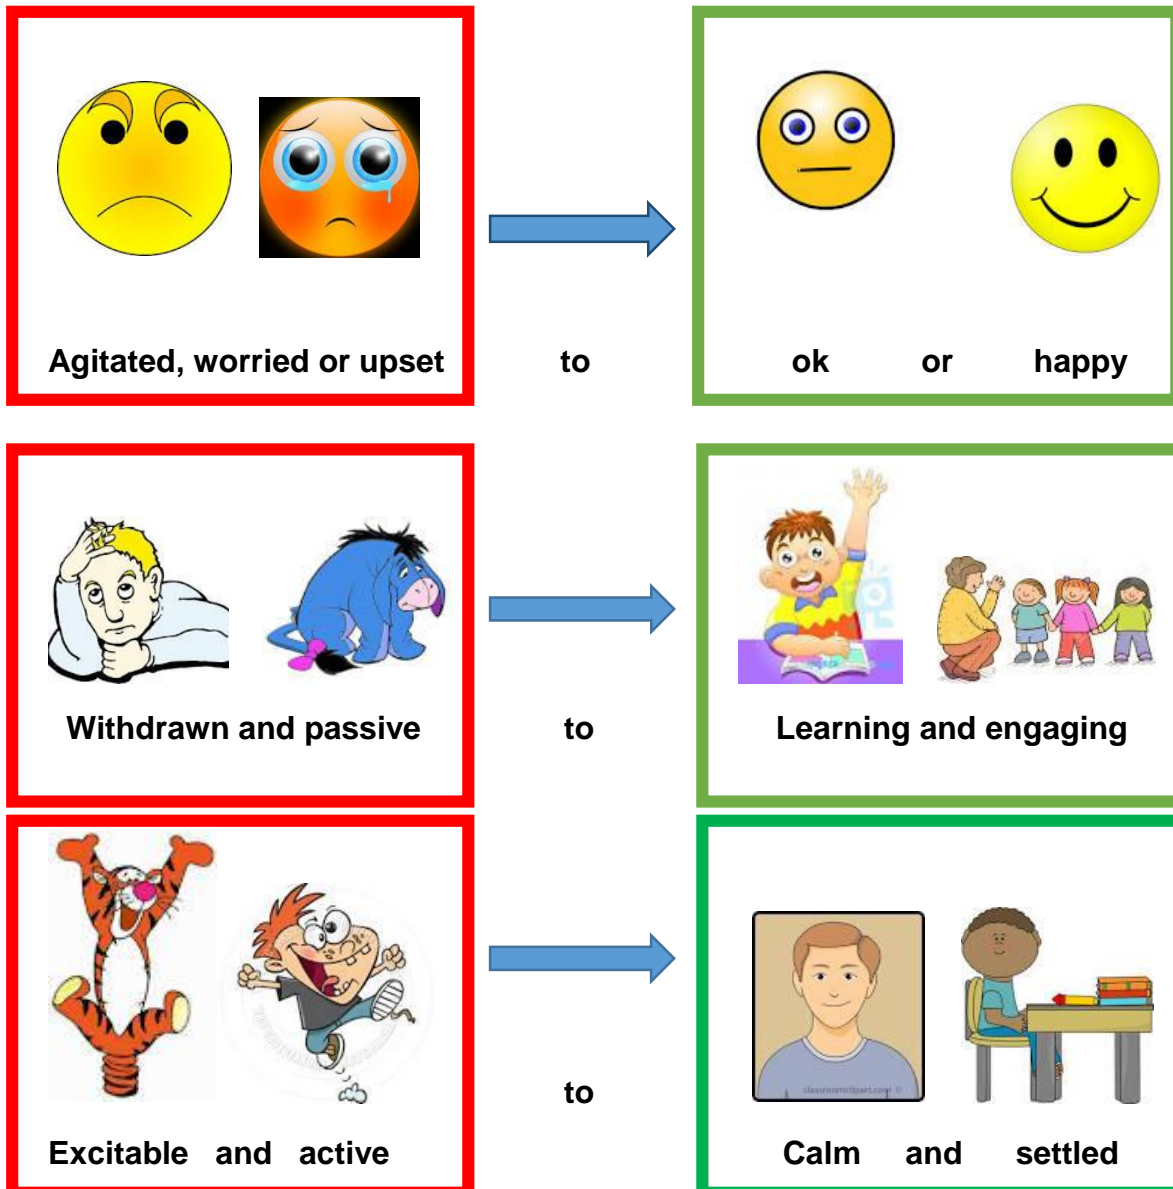 Agitated, worried or upset to ok or happy
Withdrawn and passive to Learning and engaging
to
Excitable and active Calm and settled